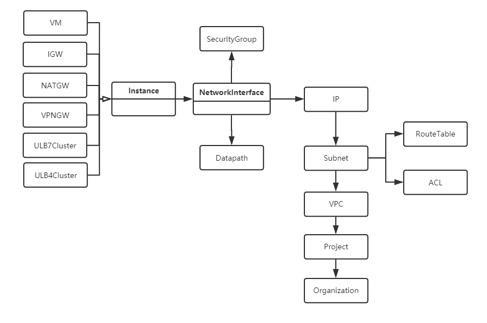 VM
IGW
NATGW
VPNGW
ULB7Cluster
ULB4Cluster
Instance
SecurityGroup
NetworkInterface
Datapath
IP
Subnet
VPC
Project
Organization
RouteTable
ACL